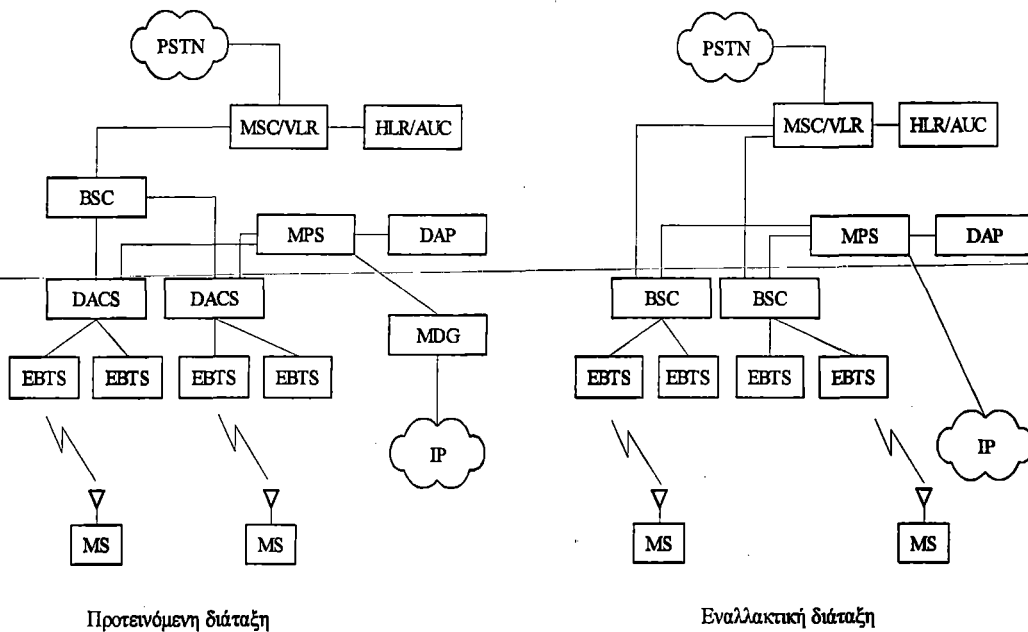 PSTN
MSC/VLR
HLR/AUC
BSC
MPS
DAP
DACS
DACS
MDG
EBTS
EBTS
EBTS
EBTS
IP
MS
MS
Προτεινόμενη διάταξη
PSTN
MSC/VLR
HLR/AUC
MPS
DAP
BSC
BSC
EBTS
EBTS
EBTS
EBTS
IP
MS
MS
Εναλλακτική διάταξη